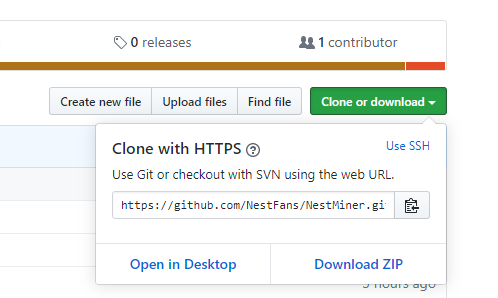 0 releases
1 contributor
Create new file
Upload files
Find file
Clone or download
Clone with HTTPS
Use SSH
Use Git or checkout with SVN using the web URL.
https://github.com/NestFans/NestMiner.gi
Open in Desktop
Download ZIP
hours ago